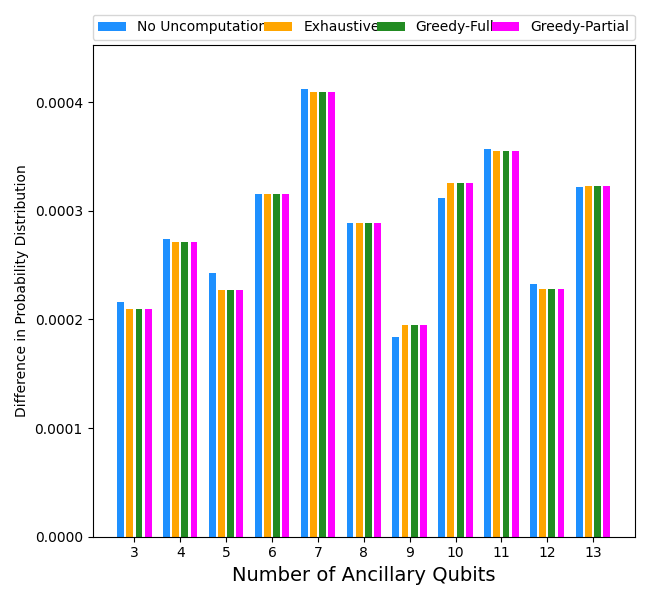 No Uncomputation Exhaustive Greedy-Full Greedy-Partial
Difference in Probability Distribution
0.0004
0.0003
0.0002
0.0001
0.0000
3 4 5 6 7 8 9 10 11 12 13
Number of Ancillary Qubits